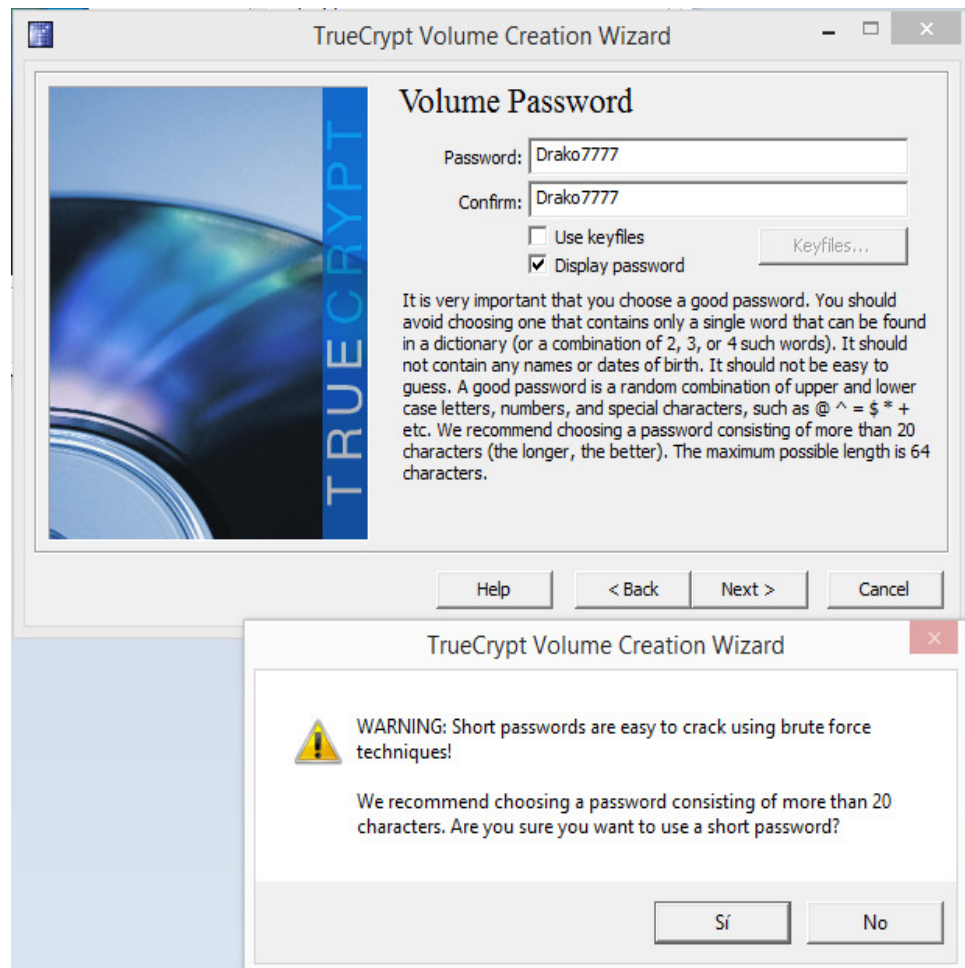 TrueCrypt Volume Creation Wizard
TRUECRYPT
Volume Password
Password: Drako7777
Confirm: Drako7777
Use keyfiles
Keyfiles...
Display password
It is very important that you choose a good password. You should
avoid choosing one that contains only a single word that can be found
in a dictionary (or a combination of 2, 3, or 4 such words). It should
not contain any names or dates of birth. It should not be easy to
guess. A good password is a random combination of upper and lower
case letters, numbers, and special characters, such as @ ^ = $ * +
etc. We recommend choosing a password consisting of more than 20
characters (the longer, the better). The maximum possible length is 64
characters.
Help < Back Next > Cancel
TrueCrypt Volume Creation Wizard
WARNING: Short passwords are easy to crack using brute force
techniques!
We recommend choosing a password consisting of more than 20
characters. Are you sure you want to use a short password?
Sí No